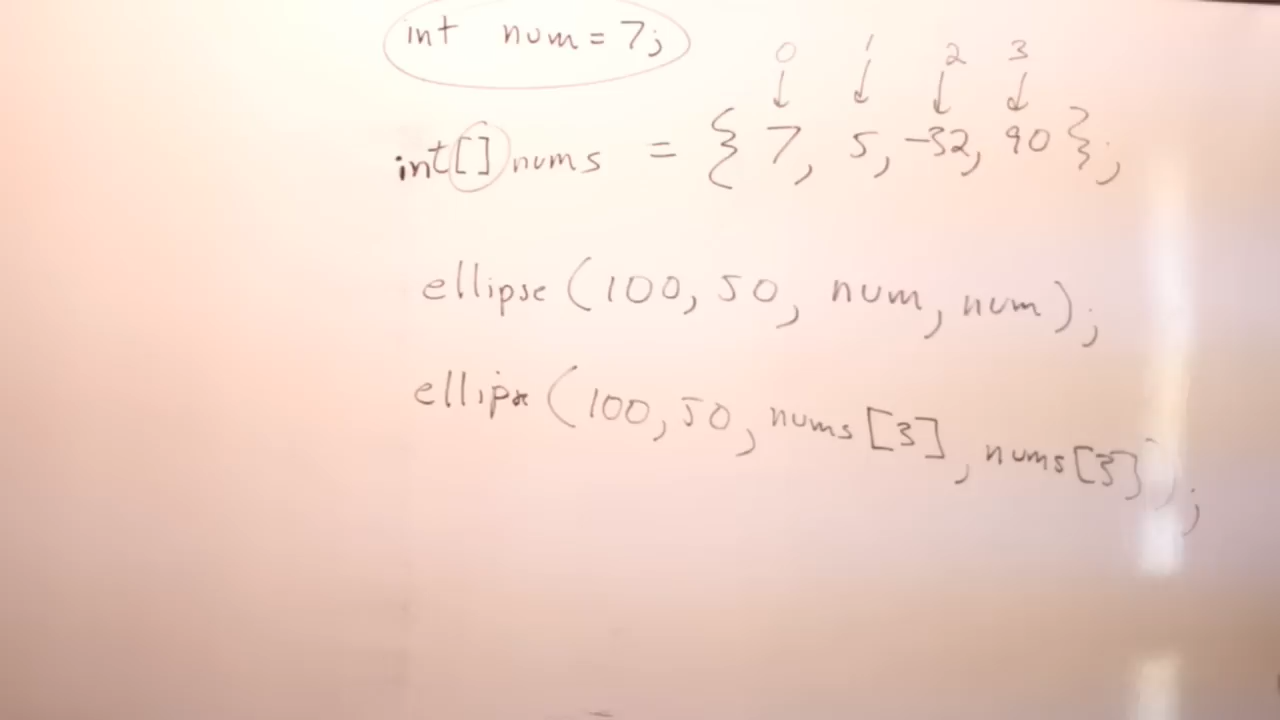 int num = 7;
0 1 2 3
int[] nums = {7, 5, -32, 90};
ellipse(100, 50, num, num);
ellipse(100, 50, nums[3], nums[3]);